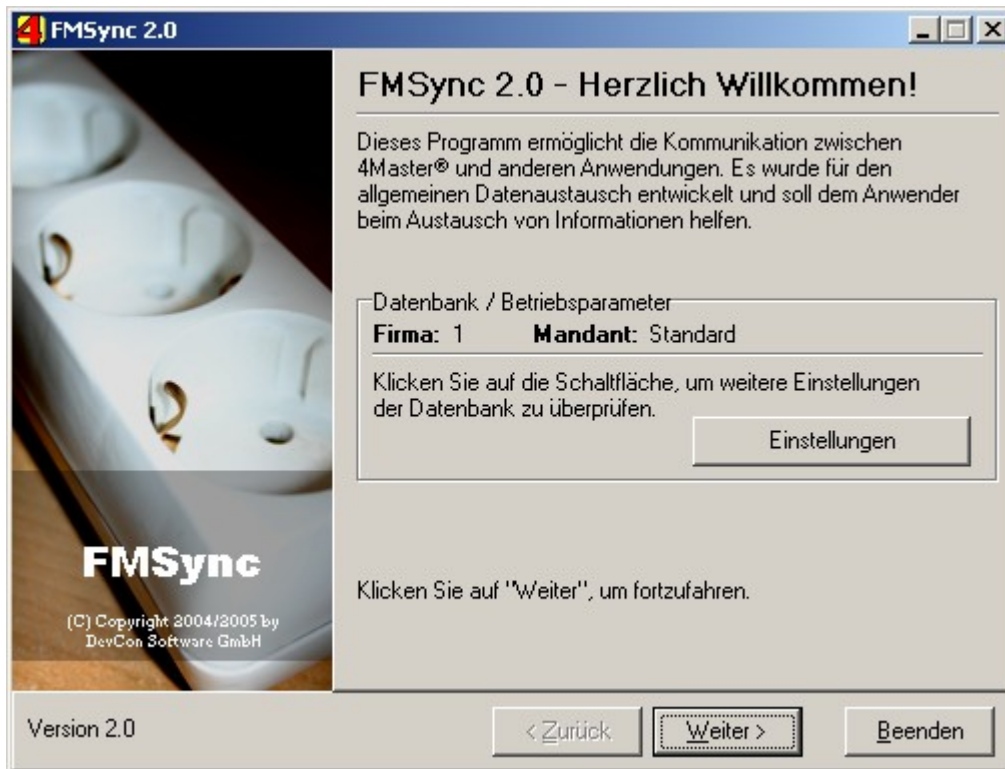 4 FMSync 2.0
FMSync 2.0 - Herzlich Willkommen!
Dieses Programm ermöglicht die Kommunikation zwischen
4Master® und anderen Anwendungen. Es wurde für den
allgemeinen Datenaustausch entwickelt und soll dem Anwender
beim Austausch von Informationen helfen.
Datenbank / Betriebsparameter
Firma: 1 Mandant: Standard
Klicken Sie auf die Schaltfläche, um weitere Einstellungen
der Datenbank zu überprüfen.
Einstellungen
FMSync
(C) Copyright 2004/2005 by
DevCon Software GmbH
Klicken Sie auf "Weiter", um fortzufahren.
Version 2.0
< Zurück
Weiter >
Beenden